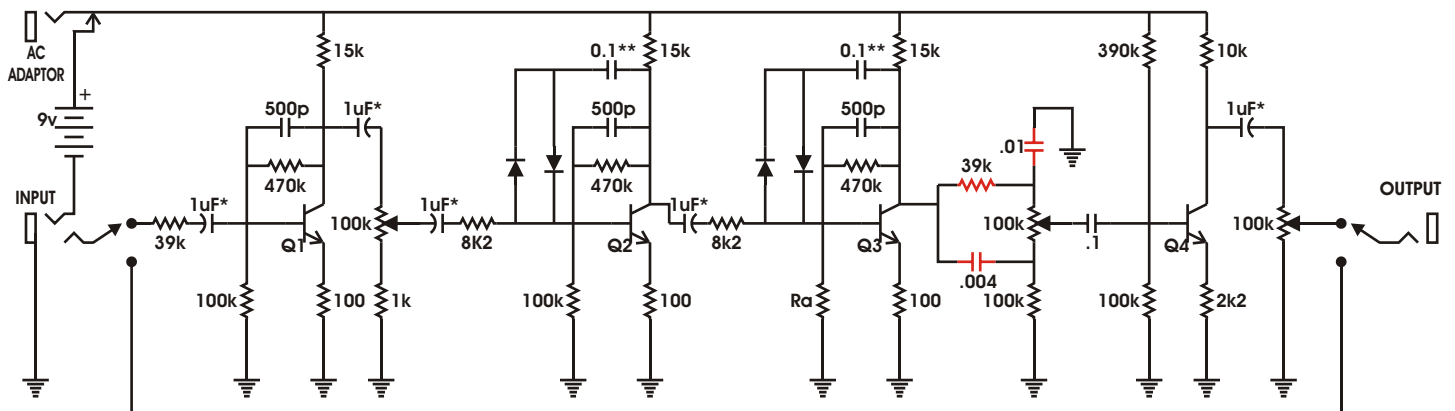 AC
ADAPTOR
+
9v
INPUT
39k
1uF*
500p
470k
100k
15k
Q1
100
1uF*
100k
1k
1uF*
8K2
0.1**
500p
470k
100k
15k
Q2
100
1uF*
8k2
0.1**
500p
470k
Ra
15k
Q3
100
39k
.004
.01
100k
100k
.1
390k
100k
10k
Q4
2k2
1uF*
100k
OUTPUT